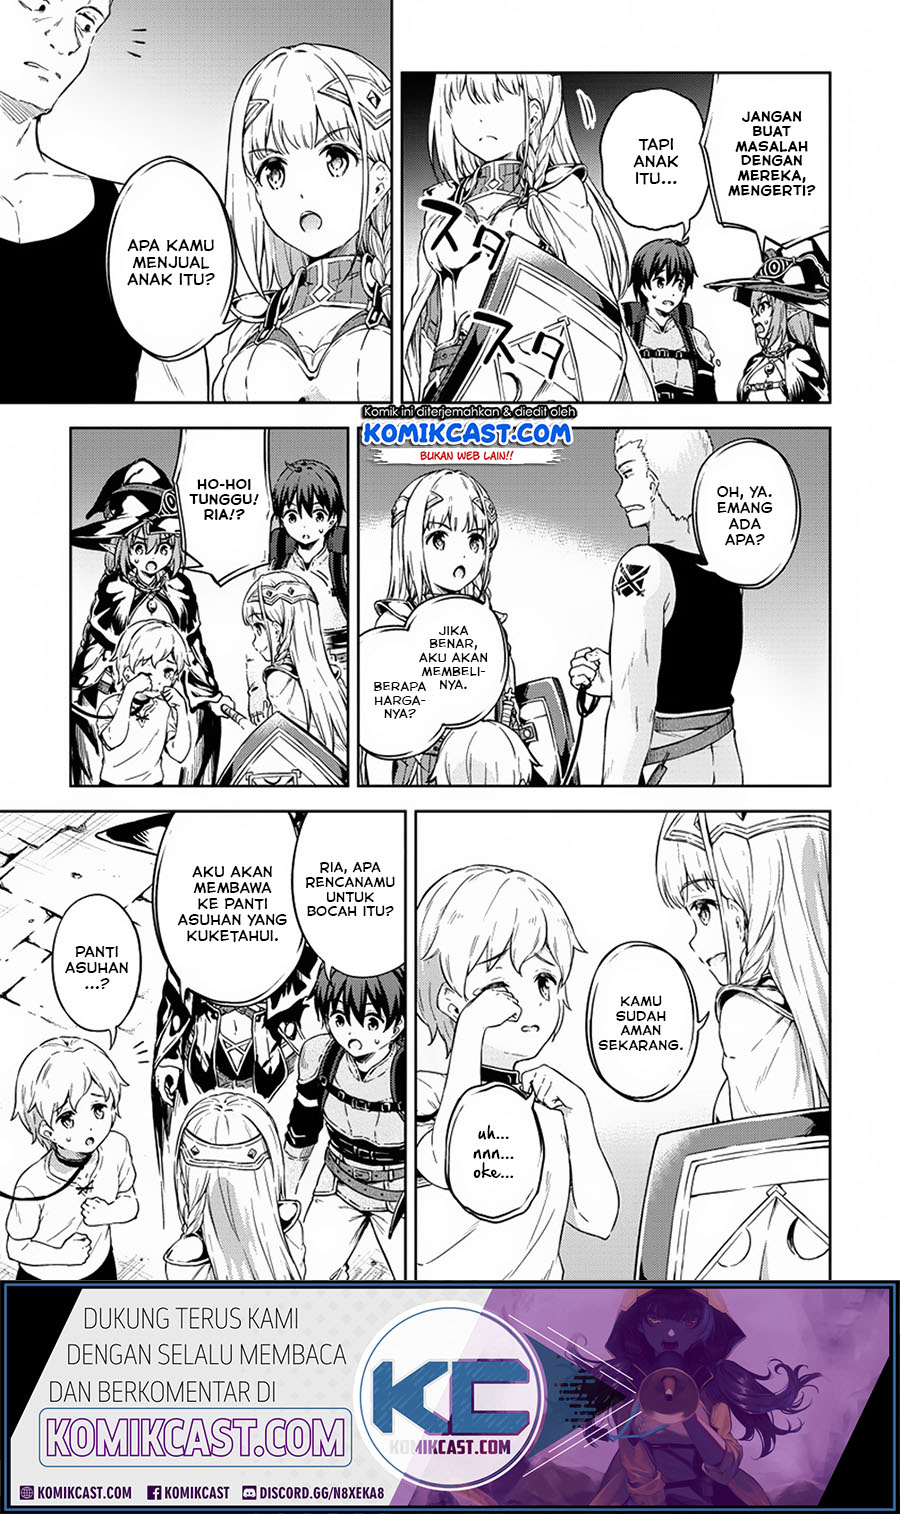 JANGAN
BUAT
MASALAH
DENGAN
MEREKA,
MENGERTI?
TAPI
ANAK
ITU...
スタ
スタ
APA KAMU
MENJUAL
ANAK ITU?
Komik ini diterjemahkan & diedit oleh
KOMIKCAST.COM
BUKAN WEB LAIN!!
OH, YA.
EMANG
ADA
APA?
JIKA
BENAR,
AKU AKAN
MEMBELI-
NYA.
BERAPA
HARGA-
NYA?
HO-HOI
TUNGGU!
RIA!?
KAMU
SUDAH
AMAN
SEKARANG.
uh...
nnn...
oke...
RIA, APA
RENCANAMU
UNTUK
BOCAH ITU?
AKU AKAN
MEMBAWA
KE PANTI
ASUHAN YANG
KUKETAHUI.
PANTI
ASUHAN
...?
DUKUNG TERUS KAMI
DENGAN SELALU MEMBACA
DAN BERKOMENTAR DI
KOMIKCAST.COM
KC
KOMIKCAST.COM
KOMIKCAST.COM KOMIKCAST DISCORD.GG/N8XEKA8